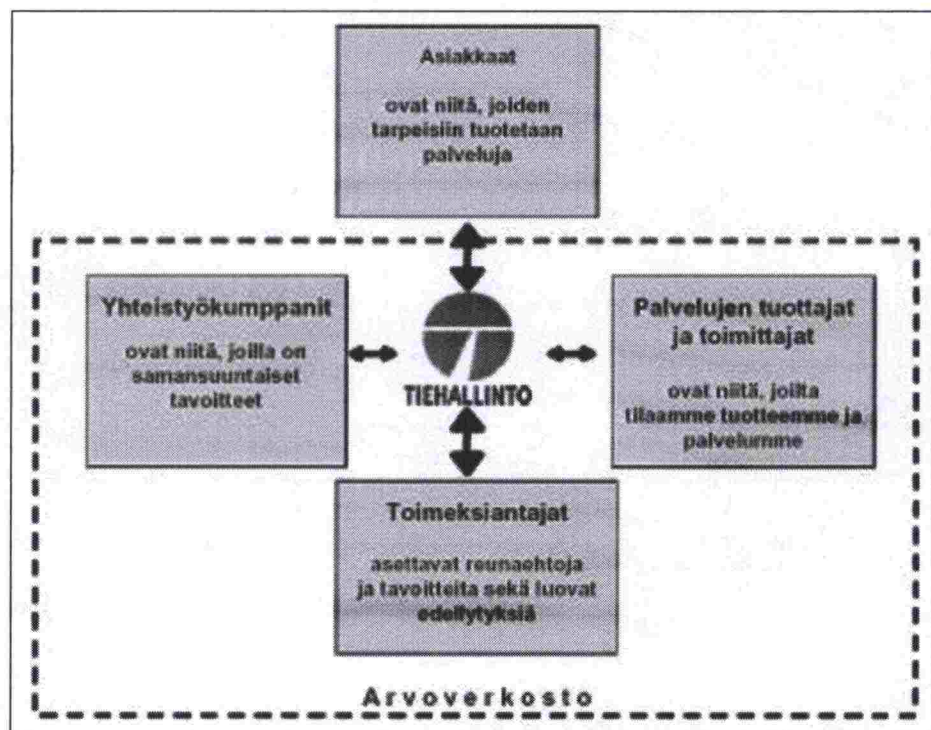 Asiakkaat
ovat niitä, joiden
tarpeisiin tuotetaan
palveluja
Yhteistyökumppanit
ovat niitä, joilla on
samansuuntaiset
tavoitteet
TIEHALLINTO
Palvelujen tuottajat
ja toimittajat
ovat niitä, joilta
tilaamme tuotteemme ja
palvelumme
Toimeksiantajat
asettavat reunaehtoja
ja tavoitteita sekä luovat
edellytyksiä
Arvoverkosto